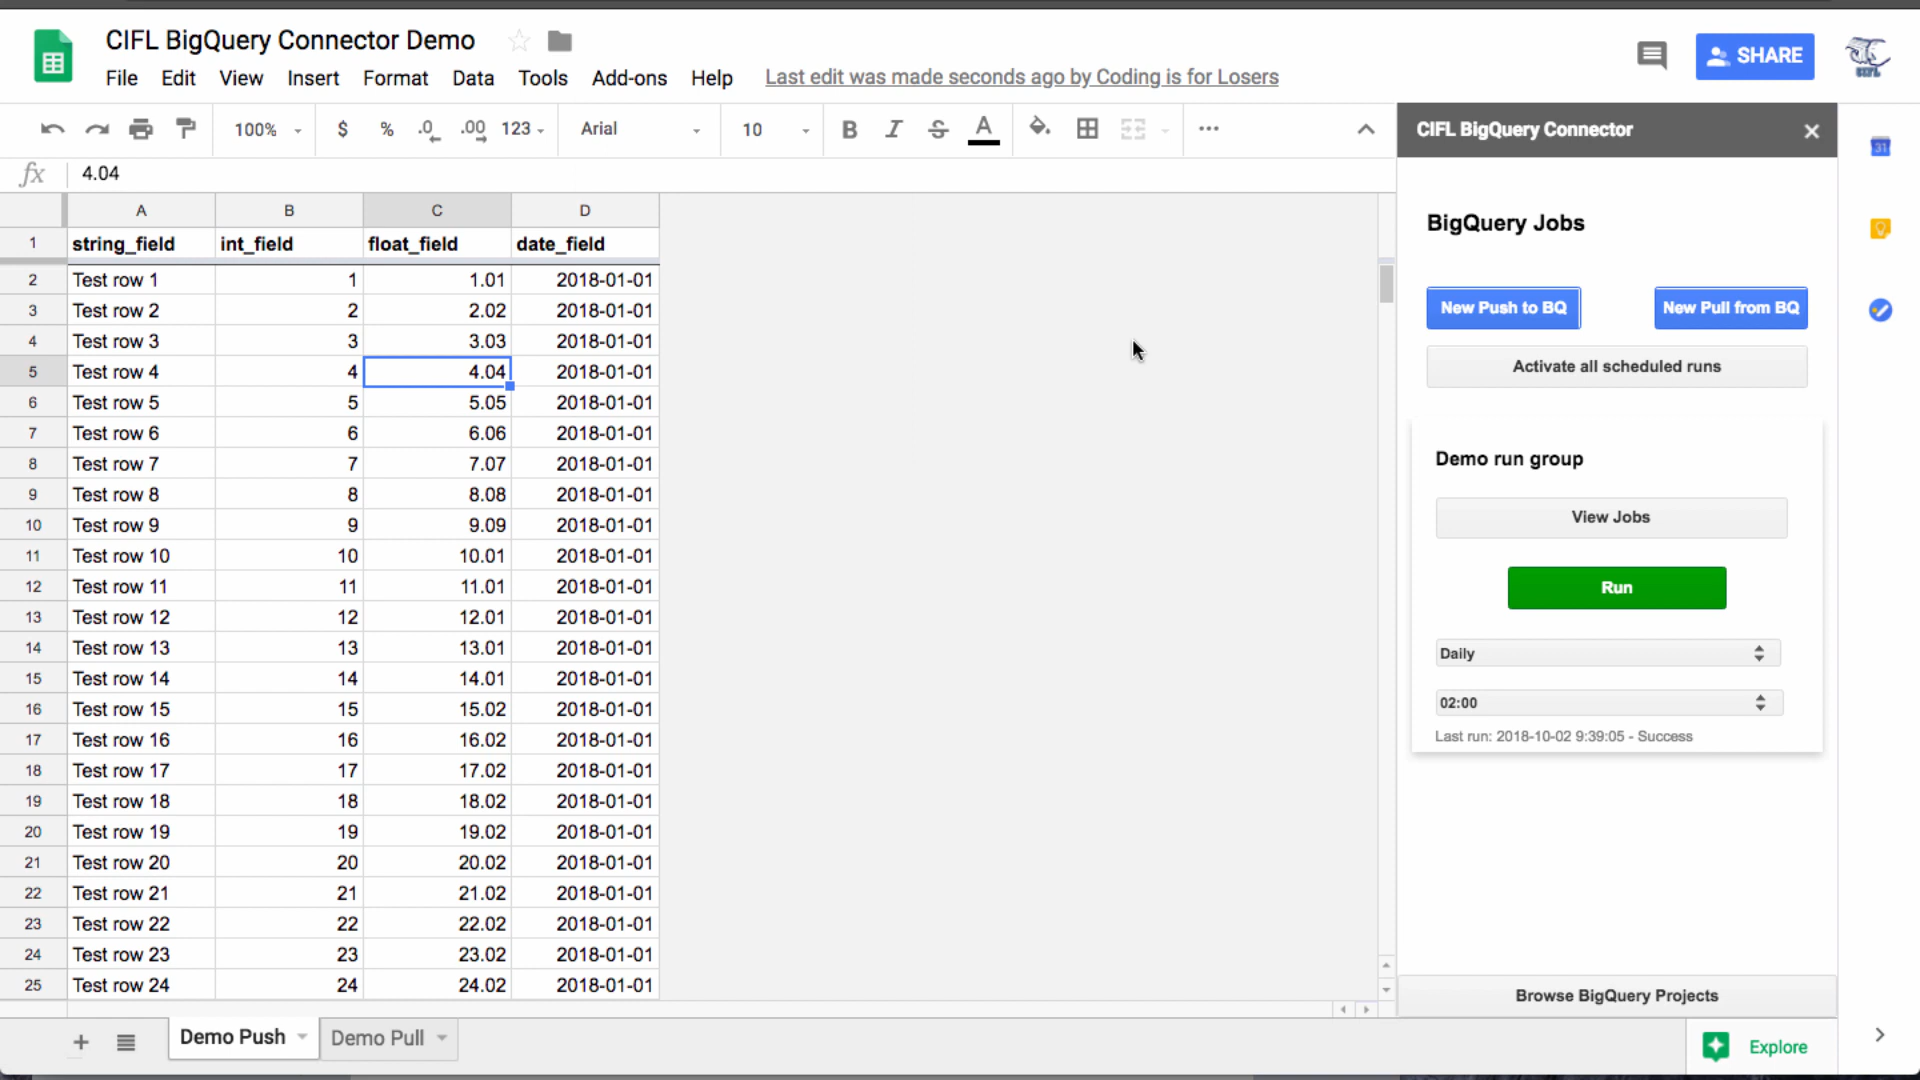 CIFL BigQuery Connector Demo
File Edit View Insert Format Data Tools Add-ons Help Last edit was made seconds ago by Coding is for Losers
SHARE
CIFL
100% $ % .0 .00 123 Arial 10 B I S A ...
fx 4.04
A B C D
1 string_field int_field float_field date_field
2 Test row 1 1 1.01 2018-01-01
3 Test row 2 2 2.02 2018-01-01
4 Test row 3 3 3.03 2018-01-01
5 Test row 4 4 4.04 2018-01-01
6 Test row 5 5 5.05 2018-01-01
7 Test row 6 6 6.06 2018-01-01
8 Test row 7 7 7.07 2018-01-01
9 Test row 8 8 8.08 2018-01-01
10 Test row 9 9 9.09 2018-01-01
11 Test row 10 10 10.01 2018-01-01
12 Test row 11 11 11.01 2018-01-01
13 Test row 12 12 12.01 2018-01-01
14 Test row 13 13 13.01 2018-01-01
15 Test row 14 14 14.01 2018-01-01
16 Test row 15 15 15.02 2018-01-01
17 Test row 16 16 16.02 2018-01-01
18 Test row 17 17 17.02 2018-01-01
19 Test row 18 18 18.02 2018-01-01
20 Test row 19 19 19.02 2018-01-01
21 Test row 20 20 20.02 2018-01-01
22 Test row 21 21 21.02 2018-01-01
23 Test row 22 22 22.02 2018-01-01
24 Test row 23 23 23.02 2018-01-01
25 Test row 24 24 24.02 2018-01-01
Demo Push Demo Pull
CIFL BigQuery Connector
BigQuery Jobs
New Push to BQ New Pull from BQ
Activate all scheduled runs
Demo run group
View Jobs
Run
Daily
02:00
Last run: 2018-10-02 9:39:05 - Success
Browse BigQuery Projects
Explore
31